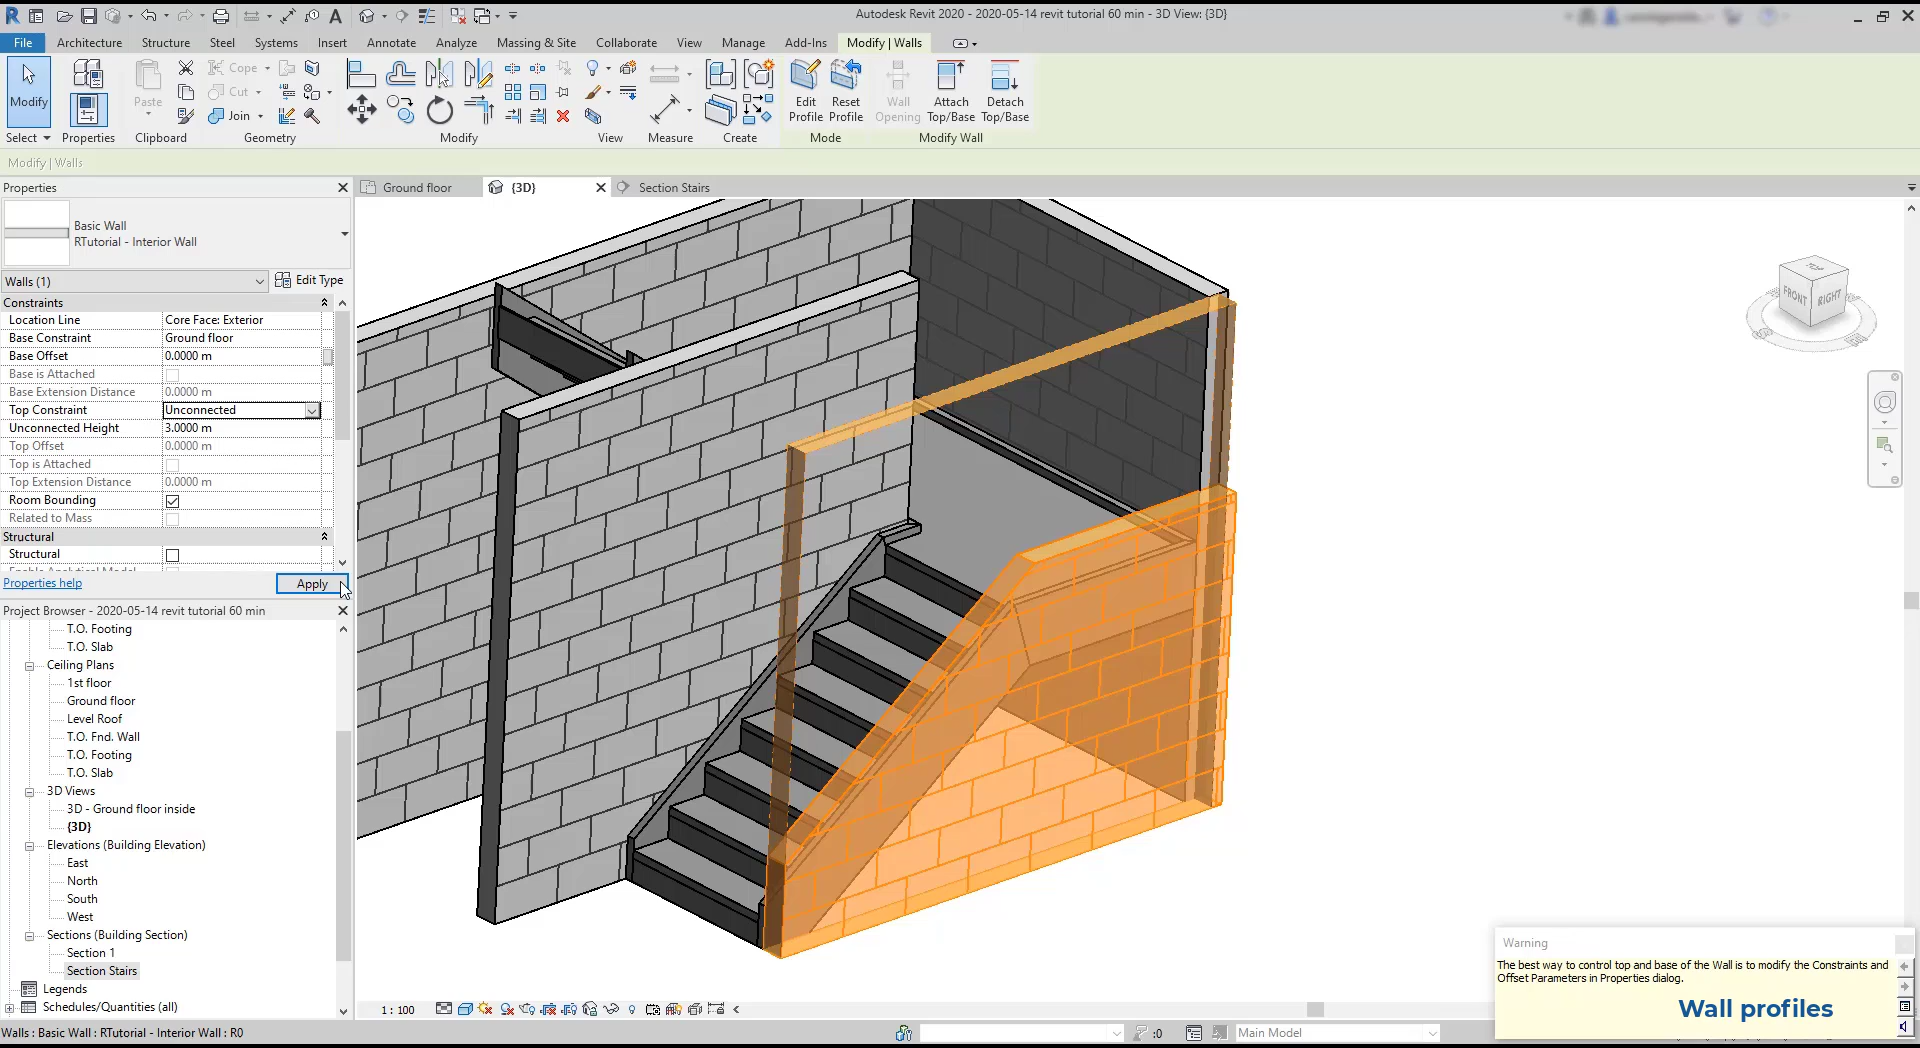 Autodesk Revit 2020 - 2020-05-14 revit tutorial 60 min - 3D View: {3D}
File Architecture Structure Steel Systems Insert Annotate Analyze Massing & Site Collaborate View Manage Add-Ins Modify | Walls
Modify
Paste
Cope
Cut
Join
Edit Profile
Reset Profile
Wall Opening
Attach Top/Base
Detach Top/Base
Select Properties Clipboard Geometry Modify View Measure Create Mode Modify Wall
Modify | Walls
Properties
Ground floor {3D} Section Stairs
Basic Wall
RTutorial - Interior Wall
Walls (1) Edit Type
Constraints
Location Line Core Face: Exterior
Base Constraint Ground floor
Base Offset 0.0000 m
Base is Attached
Base Extension Distance 0.0000 m
Top Constraint Unconnected
Unconnected Height 3.0000 m
Top Offset 0.0000 m
Top is Attached
Top Extension Distance 0.0000 m
Room Bounding
Related to Mass
Structural
Structural
Enable Analytical Model
Properties help Apply
Project Browser - 2020-05-14 revit tutorial 60 min
T.O. Footing
T.O. Slab
Ceiling Plans
1st floor
Ground floor
Level Roof
T.O. Fnd. Wall
T.O. Footing
T.O. Slab
3D Views
3D - Ground floor inside
{3D}
Elevations (Building Elevation)
East
North
South
West
Sections (Building Section)
Section 1
Section Stairs
Legends
Schedules/Quantities (all)
FRONT RIGHT
1 : 100
Warning
The best way to control top and base of the Wall is to modify the Constraints and
Offset Parameters in Properties dialog.
Wall profiles
Walls : Basic Wall : RTutorial - Interior Wall : R0
:0
Main Model